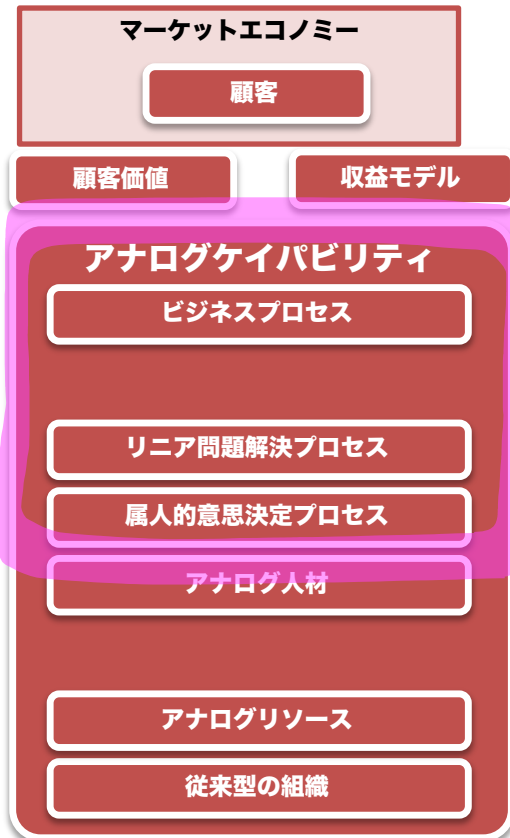 マーケットエコノミー
顧客
顧客価値
収益モデル
アナログケイパビリティ
ビジネスプロセス
リニア問題解決プロセス
属人的意思決定プロセス
アナログ人材
アナログリソース
従来型の組織